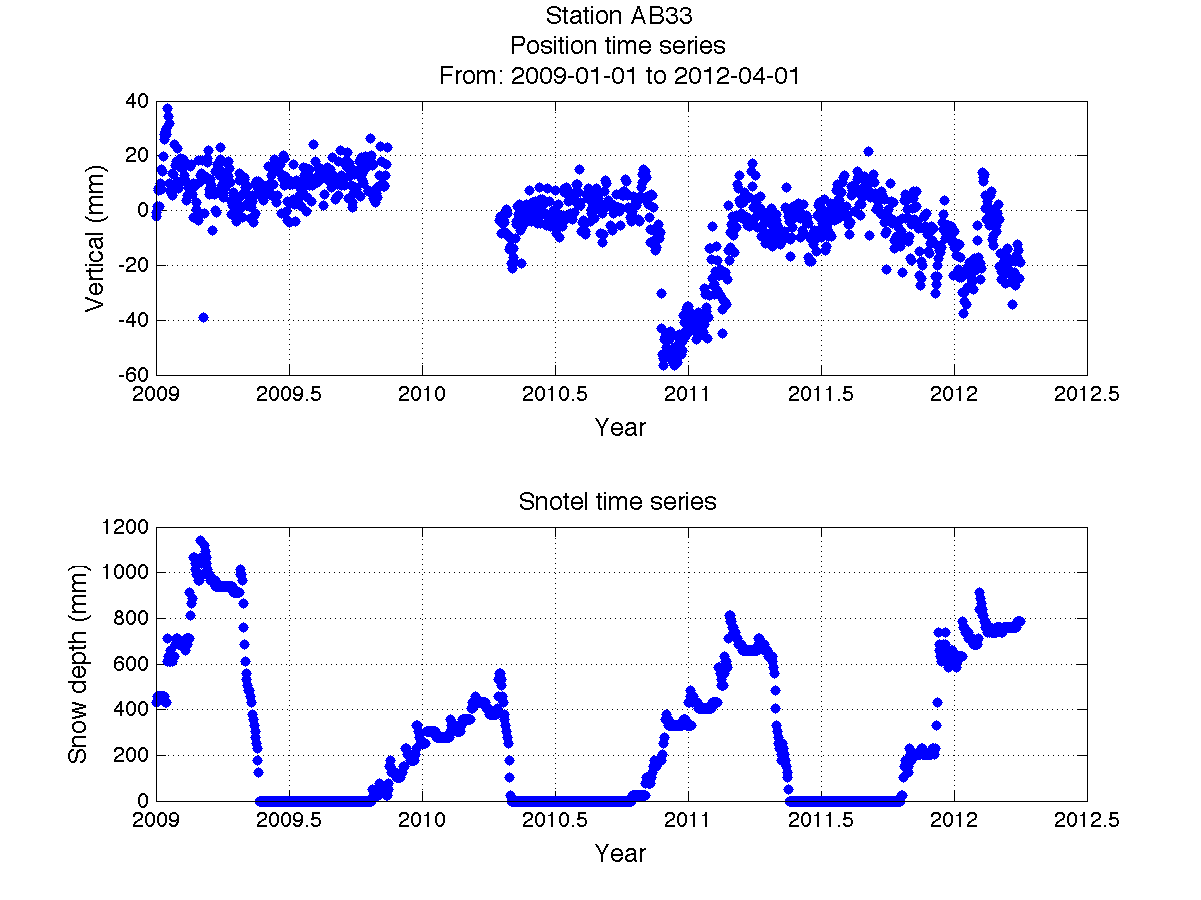 Station AB33
Position time series
From: 2009-01-01 to 2012-04-01
40
20
0
-20
-40
-60
Vertical (mm)
2009 2009.5 2010 2010.5 2011 2011.5 2012 2012.5
Year
Snotel time series
1200
1000
800
600
400
200
0
Snow depth (mm)
2009 2009.5 2010 2010.5 2011 2011.5 2012 2012.5
Year